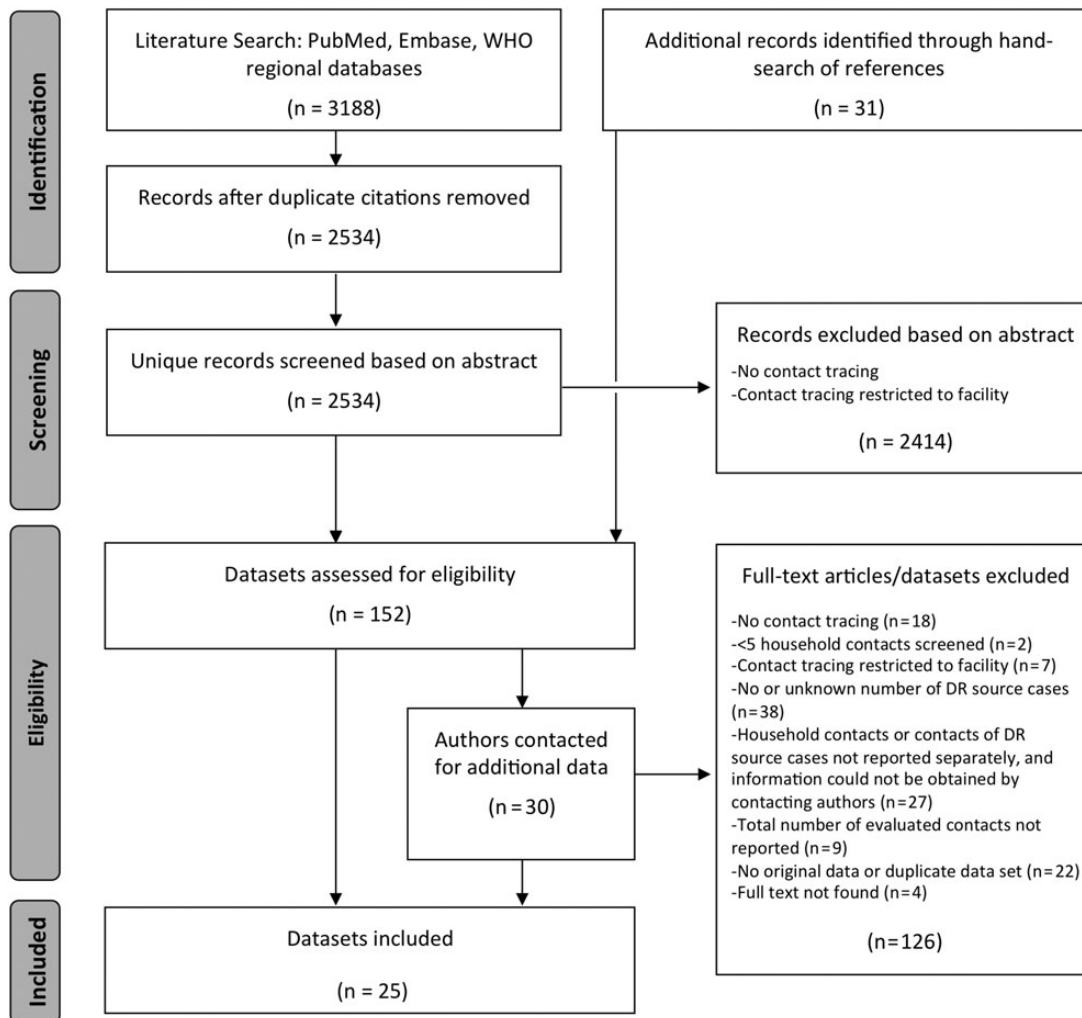 Identification
Literature Search: PubMed, Embase, WHO
regional databases
(n = 3188)
Additional records identified through hand-
search of references
(n = 31)
Records after duplicate citations removed
(n = 2534)
Screening
Unique records screened based on abstract
(n = 2534)
Records excluded based on abstract
-No contact tracing
-Contact tracing restricted to facility
(n = 2414)
Eligibility
Datasets assessed for eligibility
(n = 152)
Authors contacted
for additional data
(n = 30)
Full-text articles/datasets excluded
-No contact tracing (n=18)
-<5 household contacts screened (n=2)
-Contact tracing restricted to facility (n=7)
-No or unknown number of DR source cases
(n=38)
-Household contacts or contacts of DR
source cases not reported separately, and
information could not be obtained by
contacting authors (n=27)
-Total number of evaluated contacts not
reported (n=9)
-No original data or duplicate data set (n=22)
-Full text not found (n=4)
(n=126)
Included
Datasets included
(n = 25)